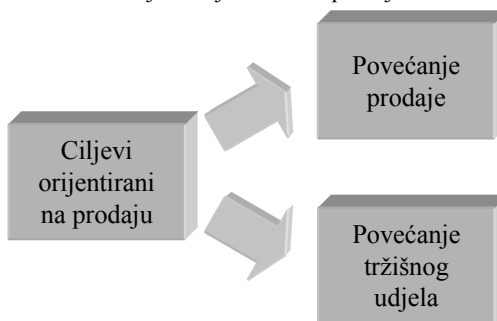 Povećanje
prodaje
Ciljevi
orijentirani
na prodaju
Povećanje
tržišnog
udjela